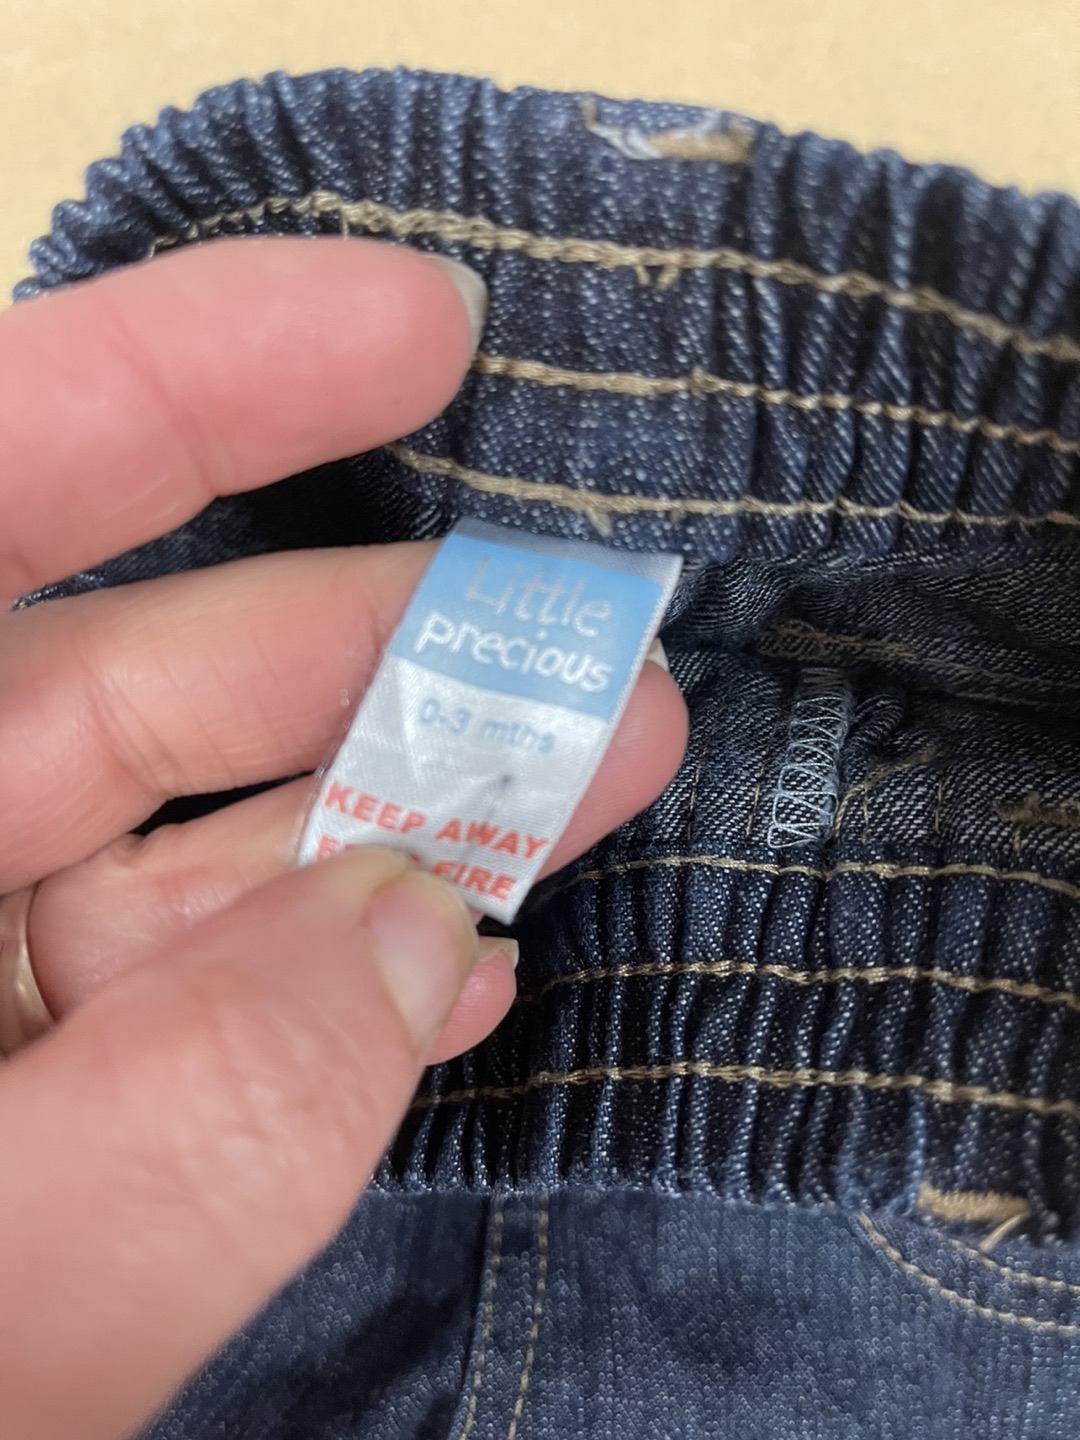 Little
precious
0-3 mths
KEEP AWAY
FIRE